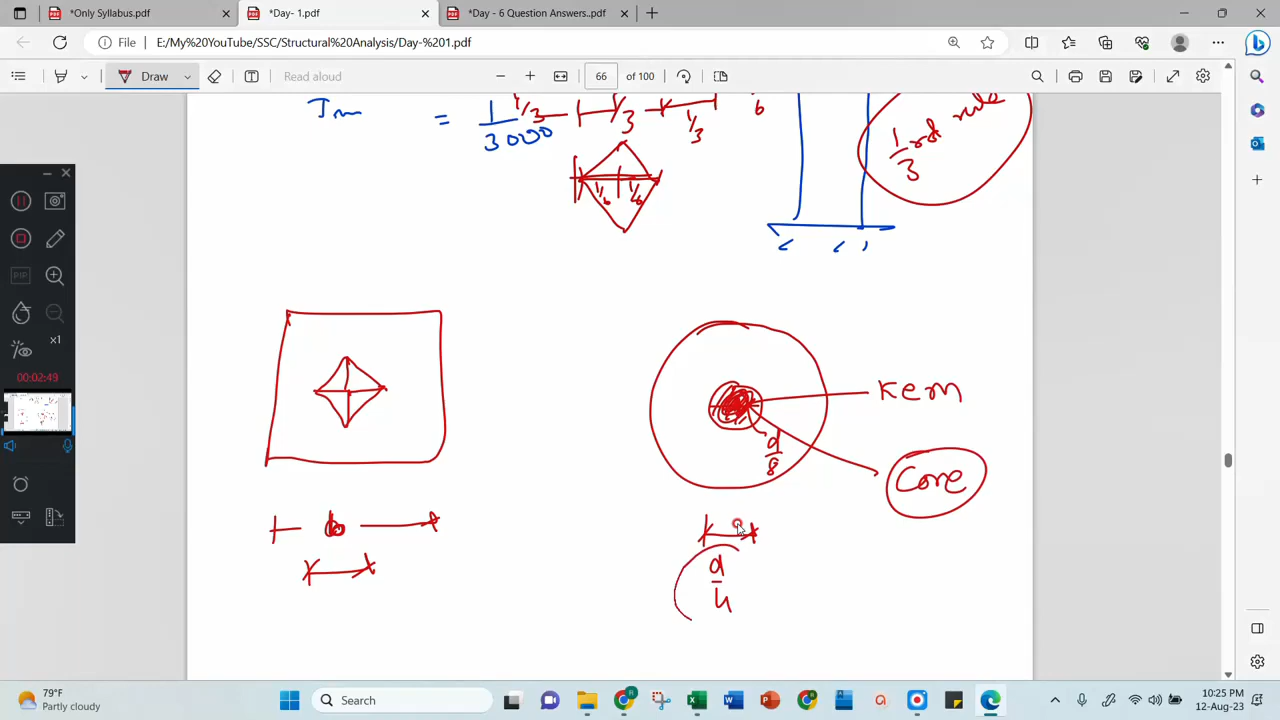 *Only Syllabus.pdf
*Day- 1.pdf
*Day - 6 Question Answers..pdf
File
E:/My%20YouTube/SSC/Structural%20Analysis/Day-%201.pdf
Draw
Read aloud
66 of 100
1/3
1/3
1/3
6
= 1/3000
1/3 rd rule
1/6 1/6
PIP
x1
00:02:49
Kern
d/8
Core
b
d/4
79°F
Partly cloudy
Search
10:25 PM
12-Aug-23